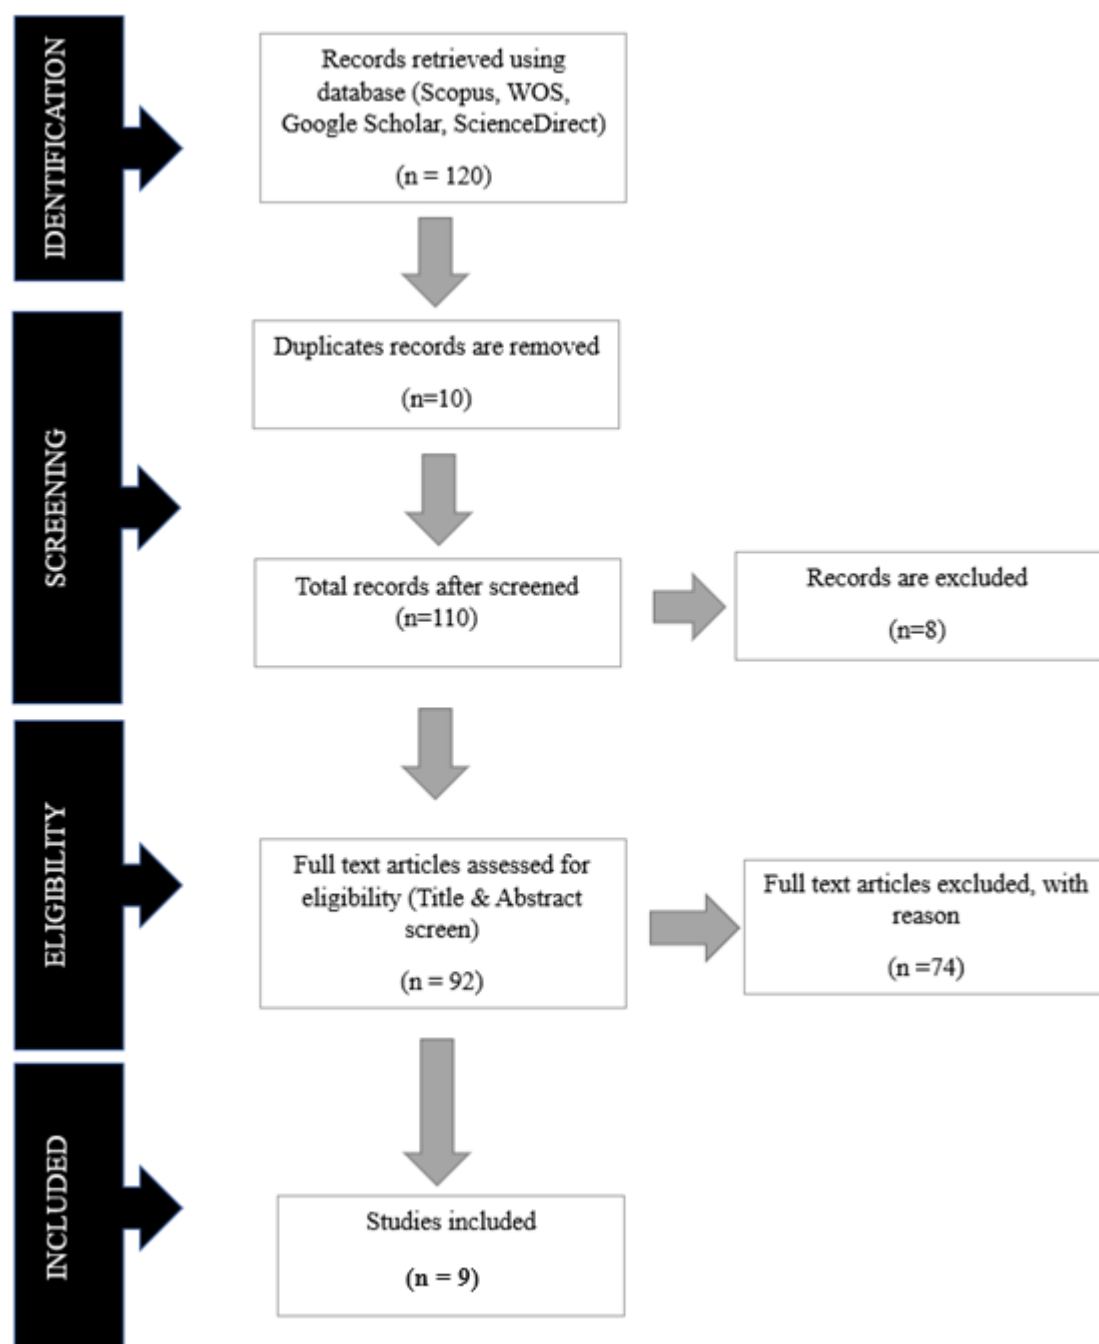 IDENTIFICATION
Records retrieved using
database (Scopus, WOS,
Google Scholar, ScienceDirect)
(n = 120)
SCREENING
Duplicates records are removed
(n=10)
Total records after screened
(n=110)
Records are excluded
(n=8)
ELIGIBLITY
Full text articles assessed for
eligibility (Title & Abstract
screen)
(n = 92)
Full text articles excluded, with
reason
(n =74)
INCLUDED
Studies included
(n = 9)